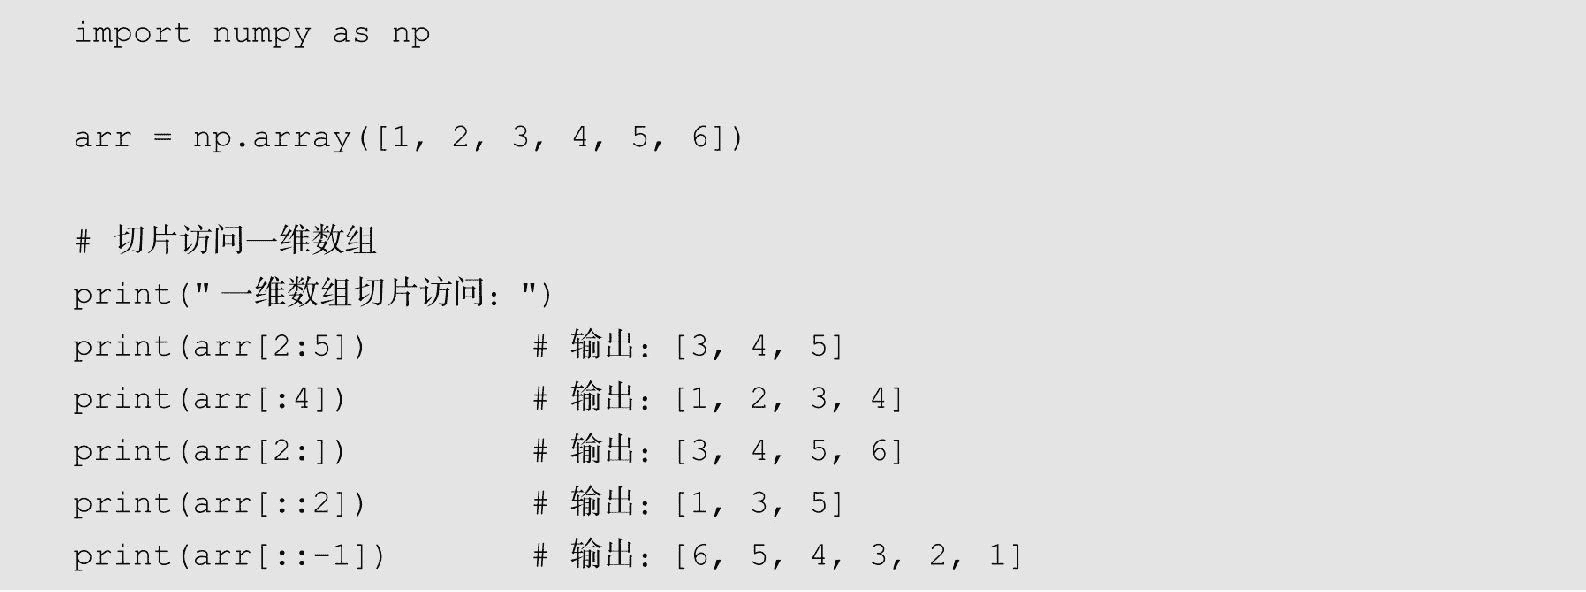 import numpy as np
arr = np.array([1, 2, 3, 4, 5, 6])
# 切片访问一维数组
print("一维数组切片访问：")
print(arr[2:5]) # 输出：[3, 4, 5]
print(arr[:4]) # 输出：[1, 2, 3, 4]
print(arr[2:]) # 输出：[3, 4, 5, 6]
print(arr[::2]) # 输出：[1, 3, 5]
print(arr[::-1]) # 输出：[6, 5, 4, 3, 2, 1]